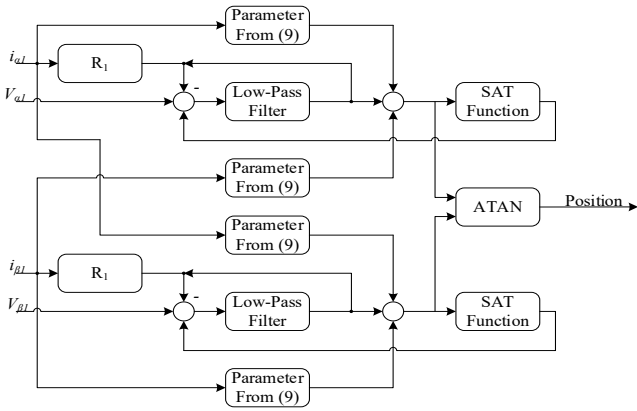 Parameter
From (9)
iα1
R1
Vα1
-
Low-Pass
Filter
SAT
Function
Parameter
From (9)
ATAN
Position
Parameter
From (9)
iβ1
R1
Vβ1
-
Low-Pass
Filter
SAT
Function
Parameter
From (9)